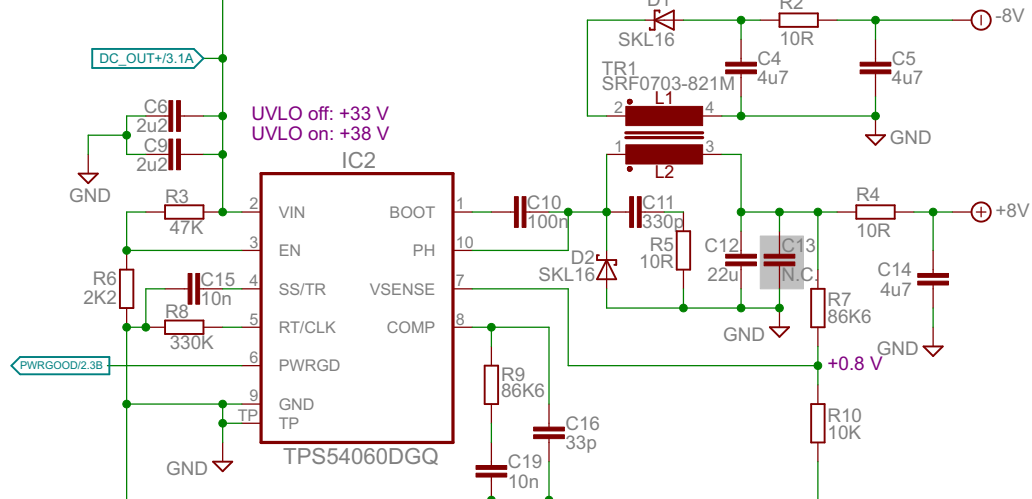 D1
SKL16
R2
10R
-8V
C4
4u7
C5
4u7
GND
DC_OUT+/3.1A
TR1
SRF0703-821M
L1
2
4
1
3
L2
C6
2u2
C9
2u2
GND
UVLO off: +33 V
UVLO on: +38 V
IC2
R3
47K
2
VIN
BOOT
1
C10
100n
C11
330p
R4
10R
+8V
3
EN
PH
10
R5
10R
C12
22u
C13
N.C.
D2
SKL16
R6
2K2
C15
10n
4
SS/TR
VSENSE
7
C14
4u7
GND
R8
330K
5
RT/CLK
COMP
8
GND
R7
86K6
PWRGOOD/2.3B
6
PWRGD
+0.8 V
R9
86K6
9
GND
TP
TP
C16
33p
R10
10K
GND
TPS54060DGQ
C19
10n